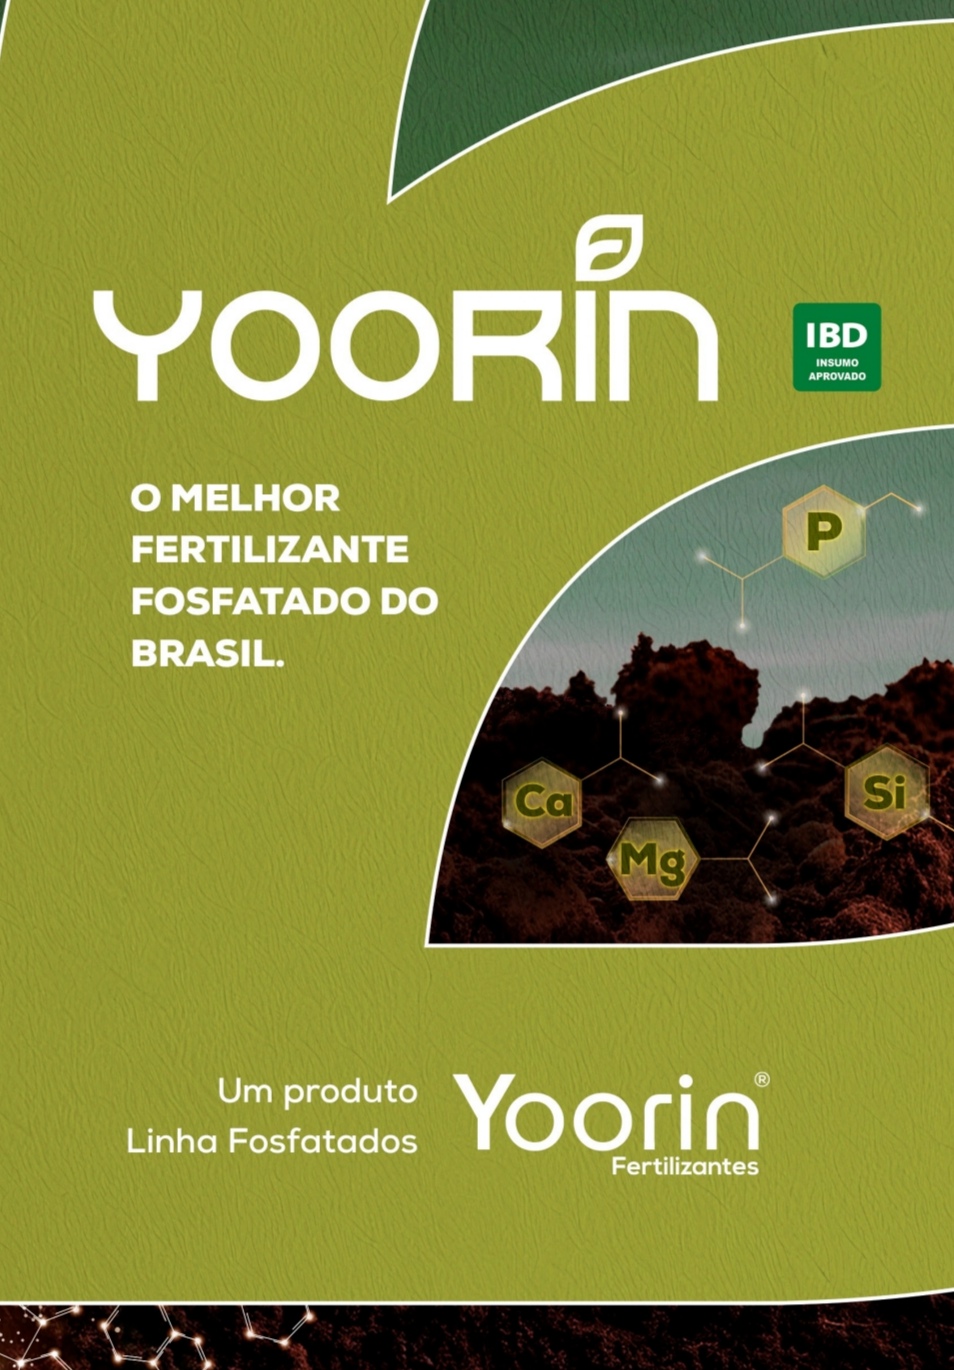 YOORIN
IBD
INSUMO
APROVADO
O MELHOR
FERTILIZANTE
FOSFATADO DO
BRASIL.
P
Ca
Si
Mg
Um produto
Linha Fosfatados
Yoorin®
Fertilizantes